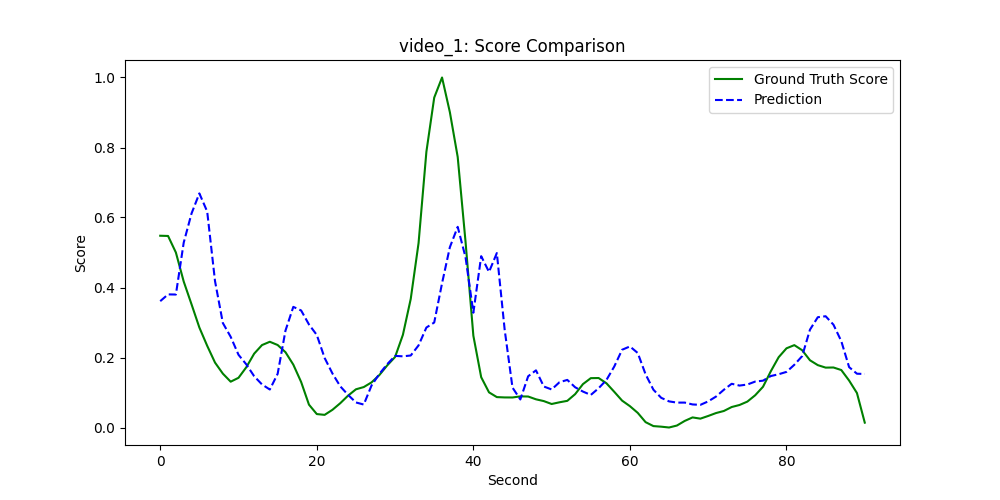 video_1: Score Comparison
Ground Truth Score
Prediction
Score
1.0
0.8
0.6
0.4
0.2
0.0
0 20 40 60 80
Second